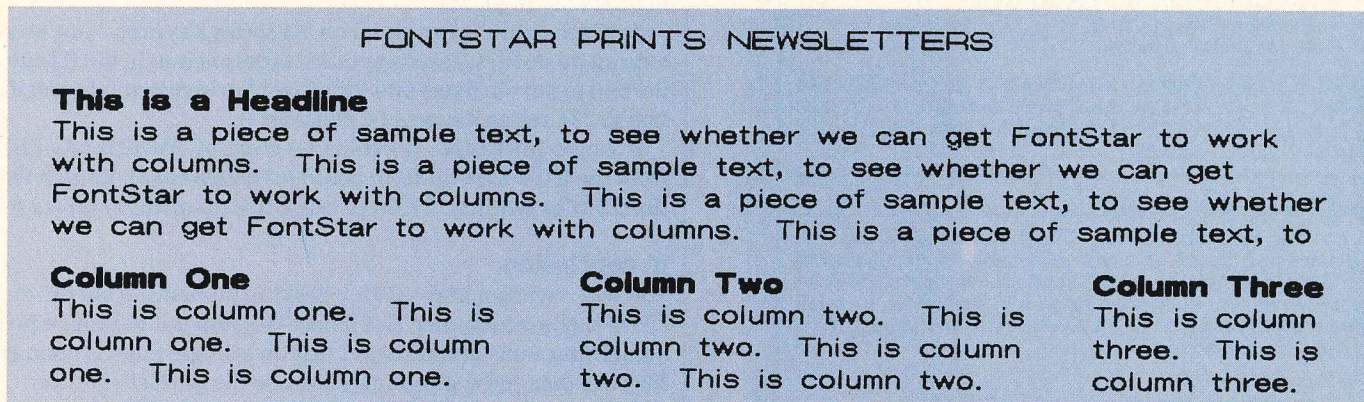 FONTSTAR PRINTS NEWSLETTERS
This is a Headline
This is a piece of sample text, to see whether we can get FontStar to work
with columns. This is a piece of sample text, to see whether we can get
FontStar to work with columns. This is a piece of sample text, to see whether
we can get FontStar to work with columns. This is a piece of sample text, to
Column One
This is column one. This is
column one. This is column
one. This is column one.
Column Two
This is column two. This is
column two. This is column
two. This is column two.
Column Three
This is column
three. This is
column three.